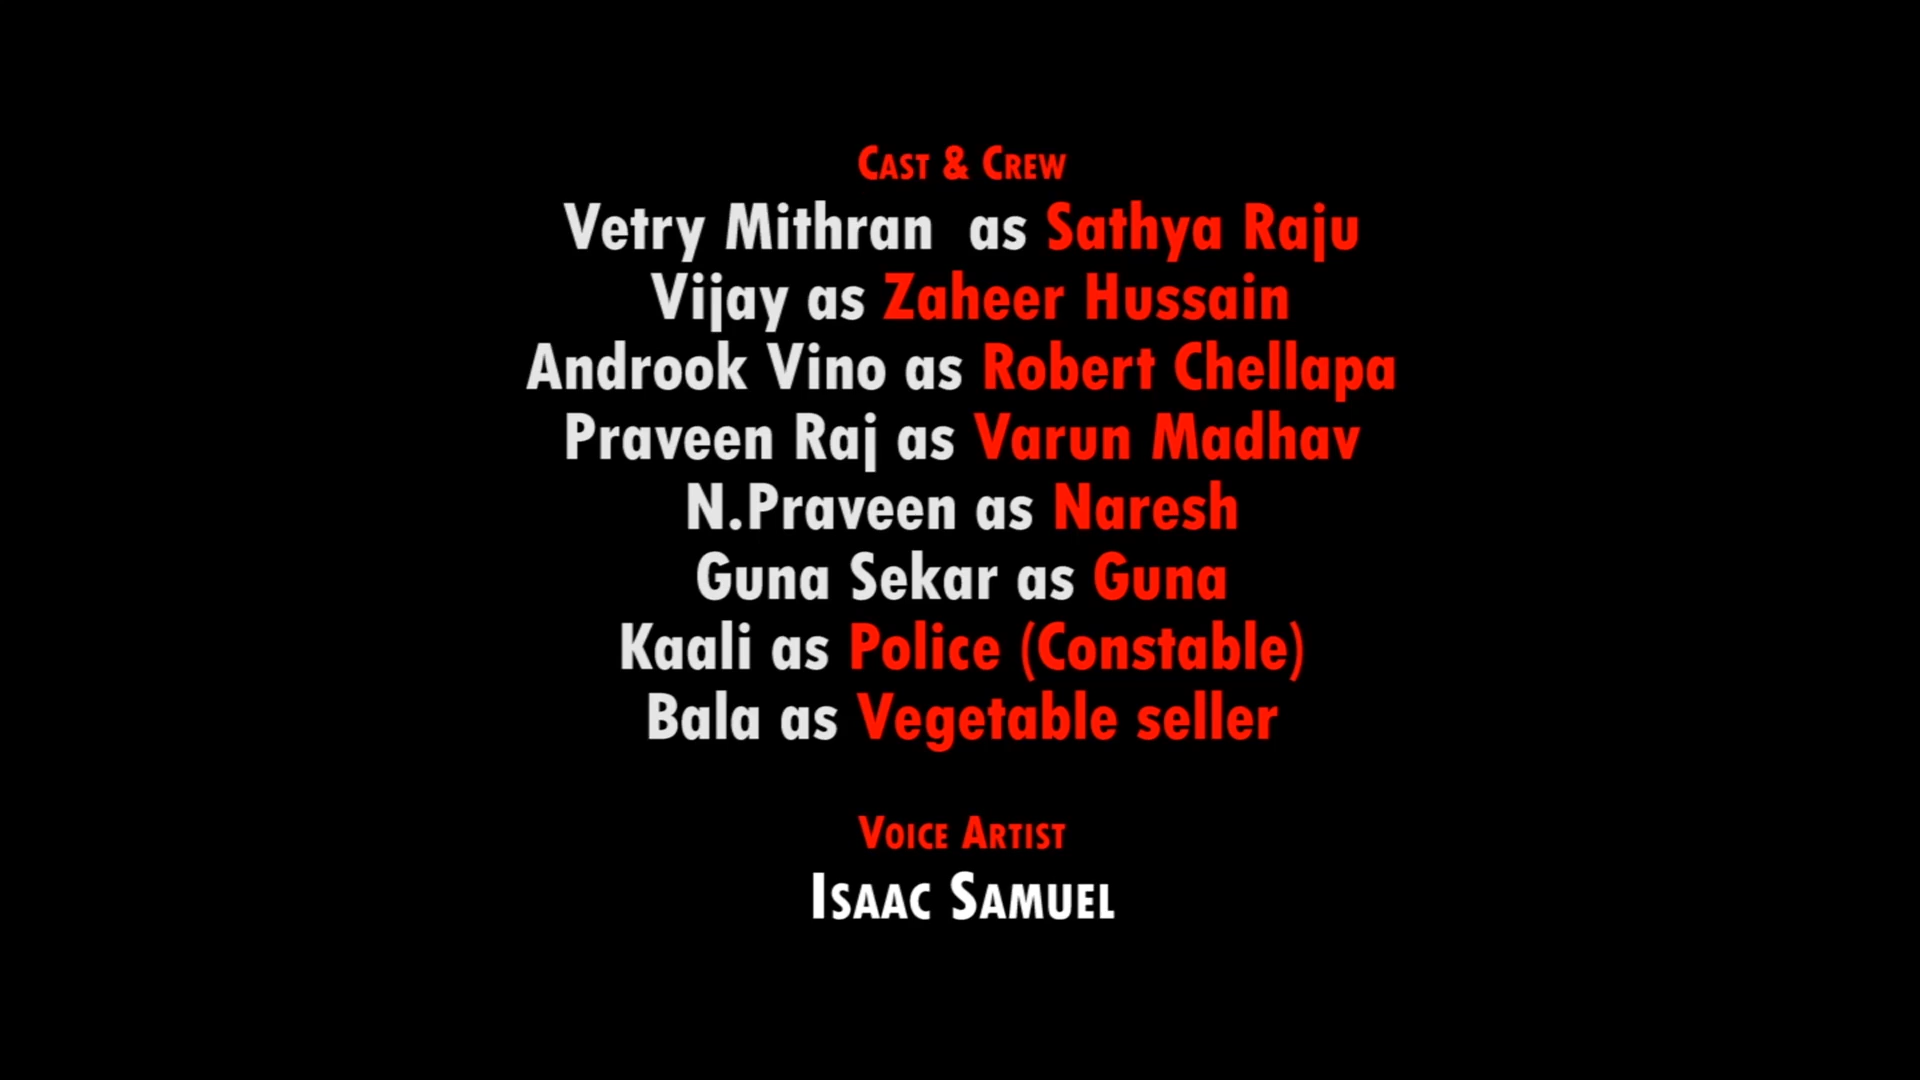 Cast & Crew
Vetry Mithran as Sathya Raju
Vijay as Zaheer Hussain
Androok Vino as Robert Chellapa
Praveen Raj as Varun Madhav
N.Praveen as Naresh
Guna Sekar as Guna
Kaali as Police (Constable)
Bala as Vegetable seller
Voice Artist
Isaac Samuel